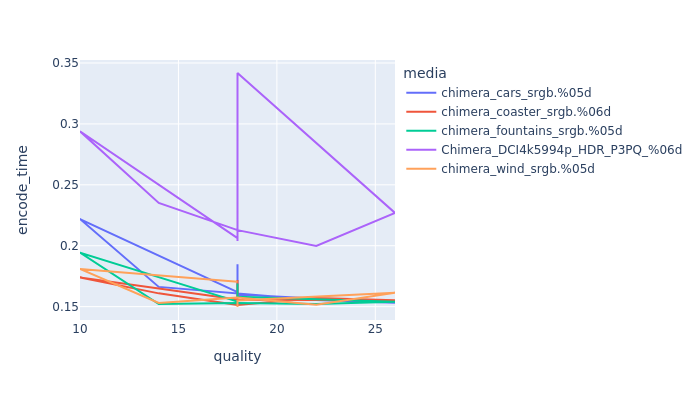 0.35
0.3
0.25
0.2
0.15
10
15
20
25
quality
encode_time
media
chimera_cars_srgb.%05d
chimera_coaster_srgb.%06d
chimera_fountains_srgb.%05d
Chimera_DCI4k5994p_HDR_P3PQ_%06d
chimera_wind_srgb.%05d